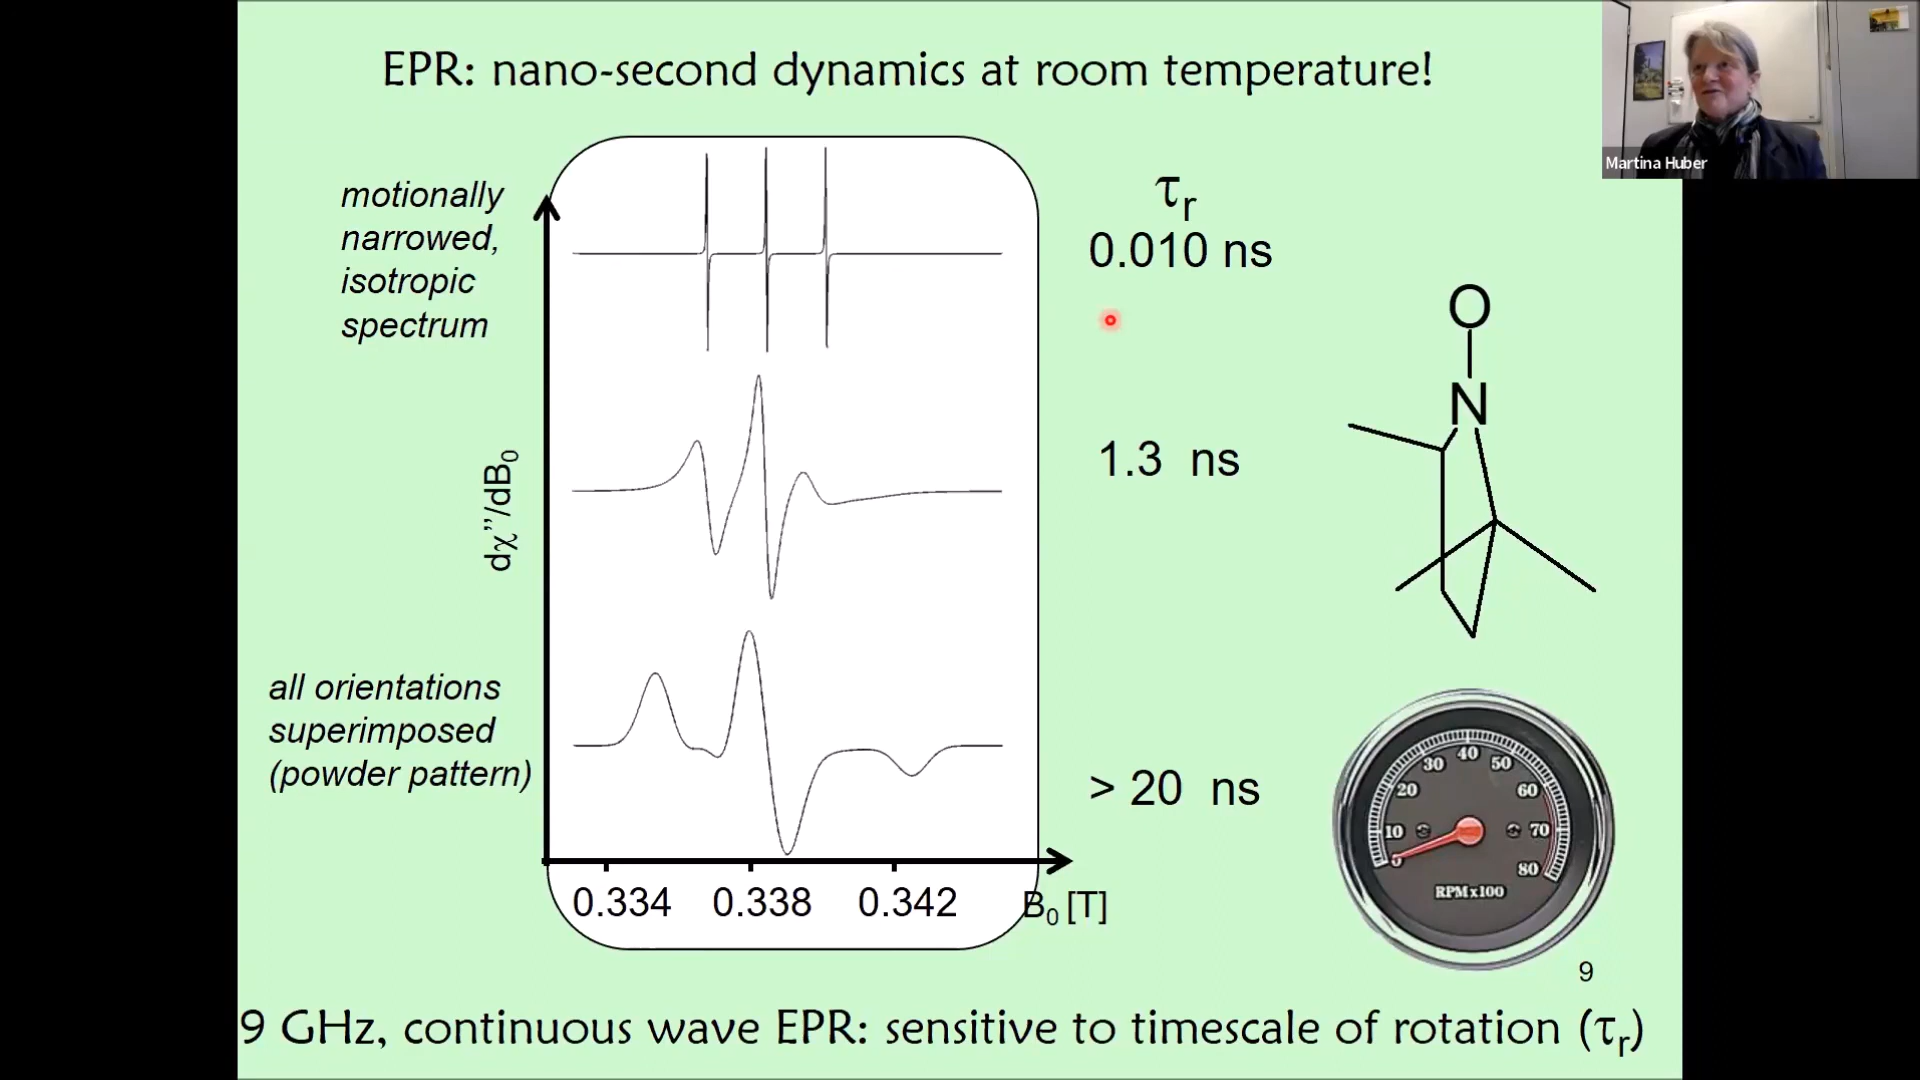 EPR: nano-second dynamics at room temperature!
Martina Huber
motionally
narrowed,
isotropic
spectrum
τr
0.010 ns
O
N
1.3 ns
dχ”/dB0
all orientations
superimposed
(powder pattern)
> 20 ns
0 10 20 30 40 50 60 70 80
RPMx100
0.334 0.338 0.342 B0 [T]
9
9 GHz, continuous wave EPR: sensitive to timescale of rotation (τr)